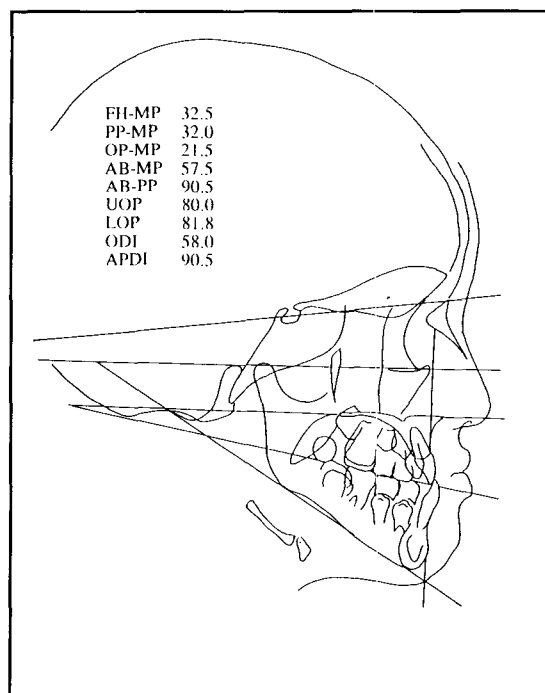 FH-MP 32.5
PP-MP 32.0
OP-MP 21.5
AB-MP 57.5
AB-PP 90.5
UOP 80.0
LOP 81.8
ODI 58.0
APDI 90.5